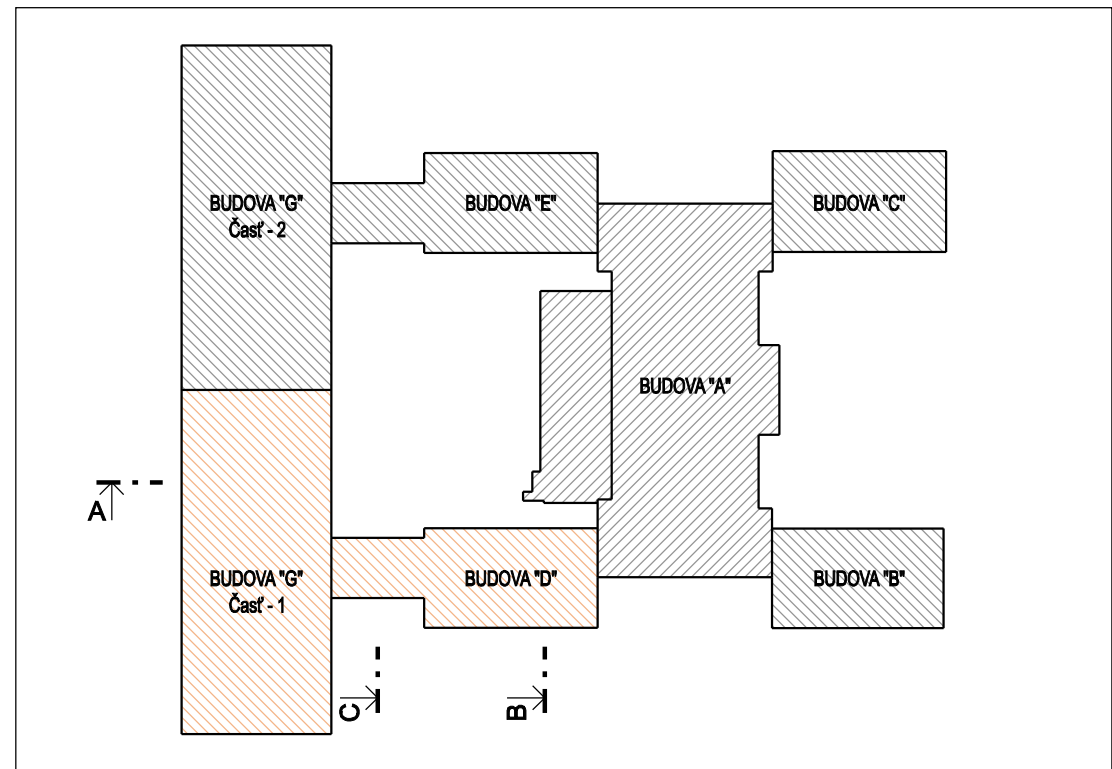 BUDOVA "G"
Časť - 2
BUDOVA "E"
BUDOVA "C"
BUDOVA "A"
A
BUDOVA "G"
Časť - 1
BUDOVA "D"
BUDOVA "B"
C
B